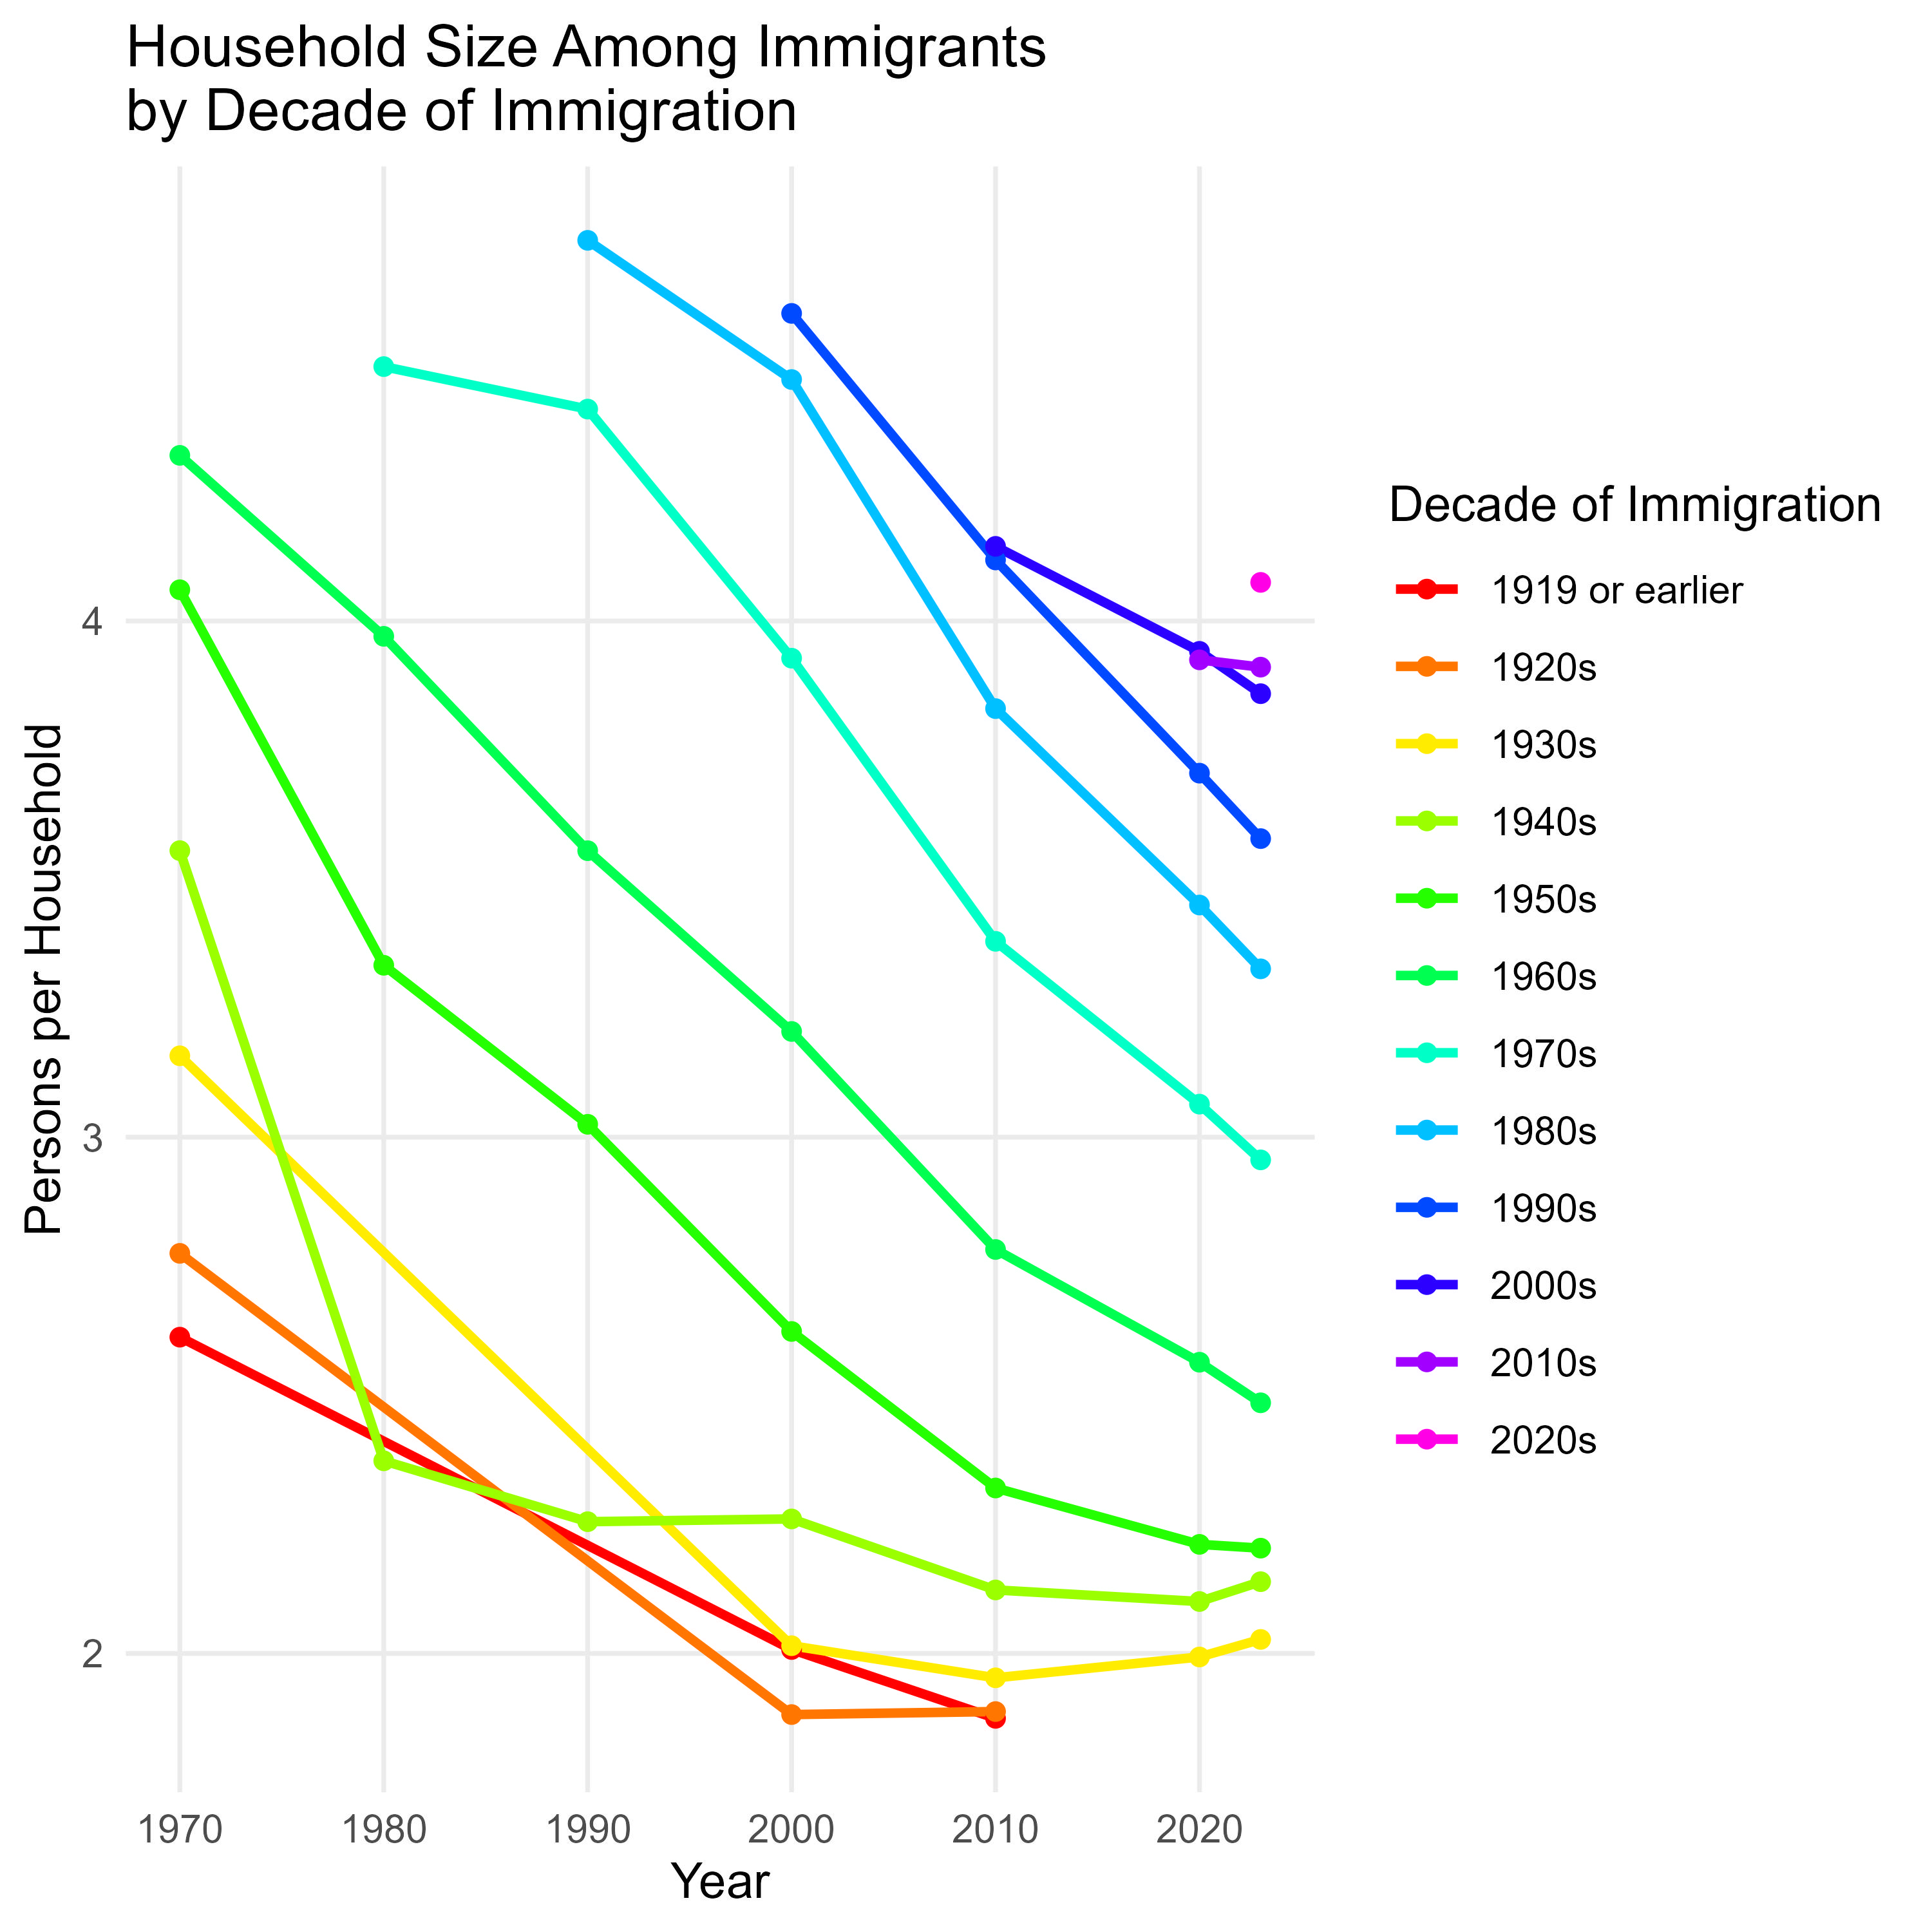 Household Size Among Immigrants
by Decade of Immigration
Persons per Household
4
3
2
1970
1980
1990
2000
2010
2020
Year
Decade of Immigration
1919 or earlier
1920s
1930s
1940s
1950s
1960s
1970s
1980s
1990s
2000s
2010s
2020s